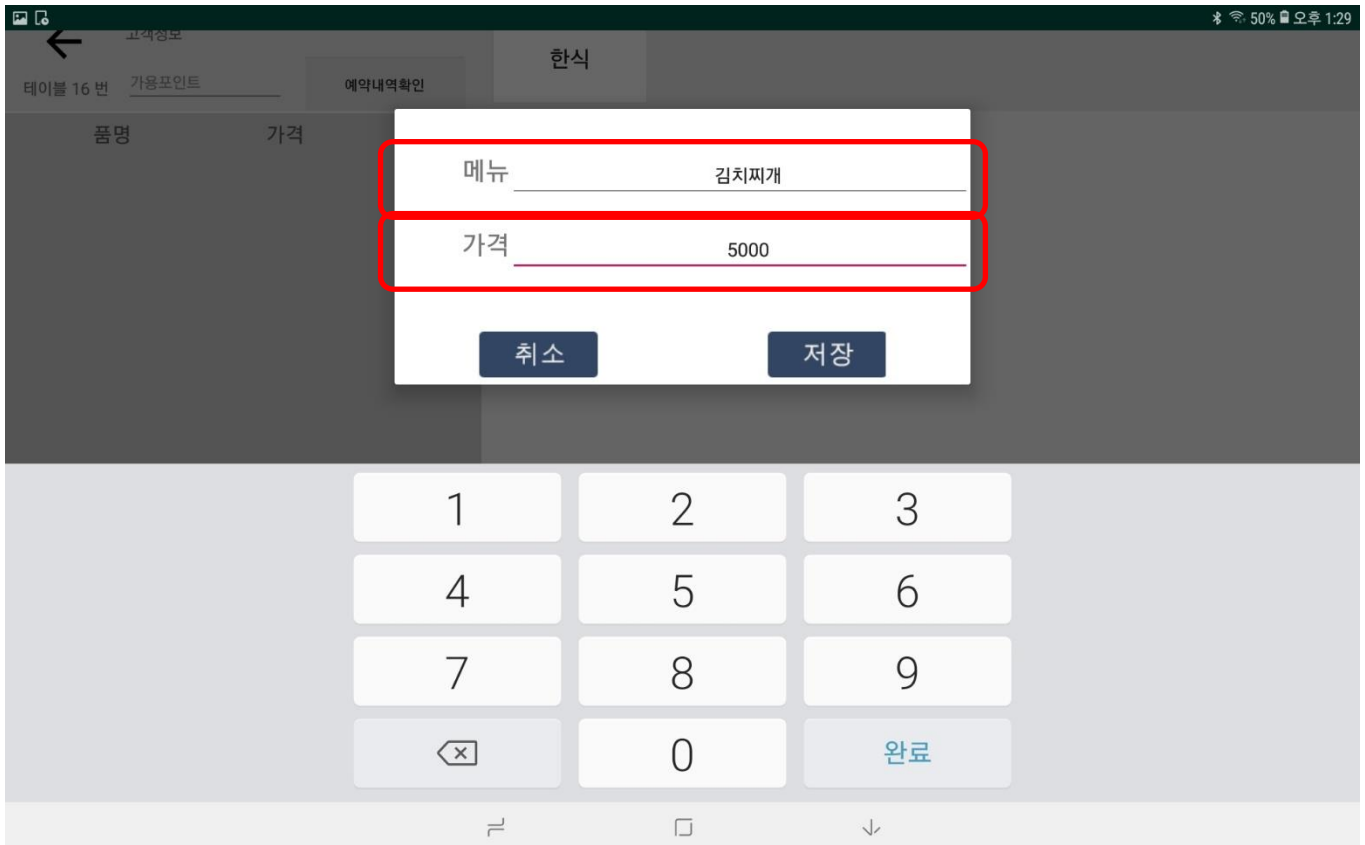 50% 오후 1:29
고객정보
테이블 16 번 가용포인트 예약내역확인 한식
품명 가격
메뉴 김치찌개
가격 5000
취소 저장
1 2 3
4 5 6
7 8 9
0 완료